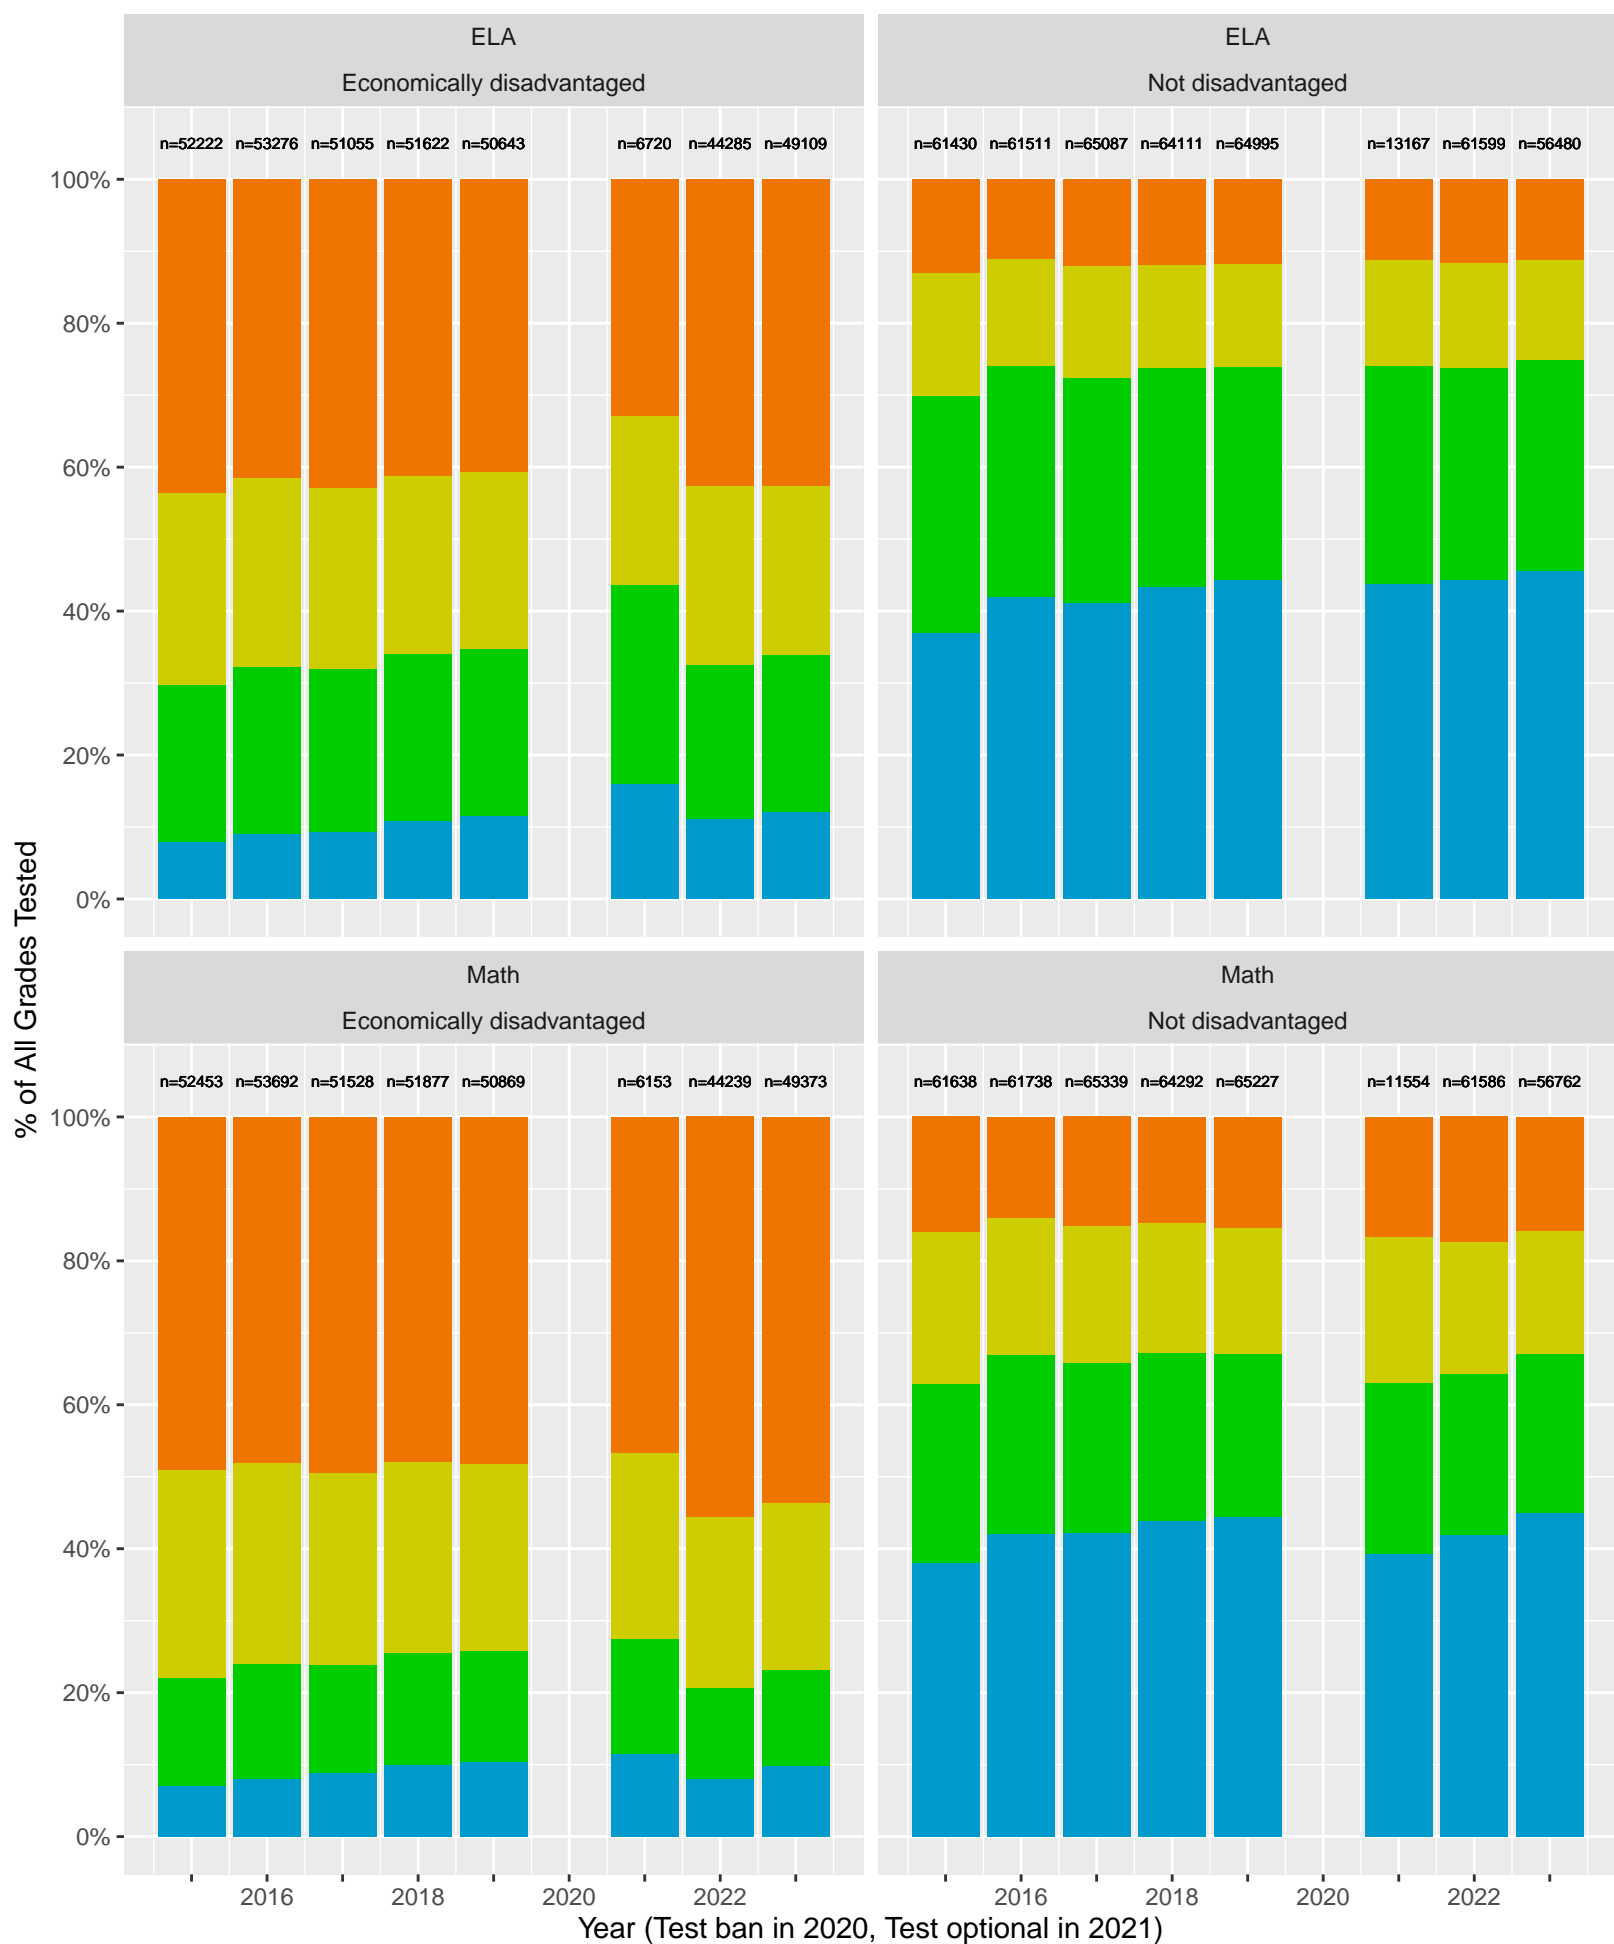 ELA
Economically disadvantaged
ELA
Not disadvantaged
n=52222 n=53276 n=51055 n=51622 n=50643 n=6720 n=44285 n=49109
n=61430 n=61511 n=65087 n=64111 n=64995 n=13167 n=61599 n=56480
100%
80%
60%
40%
20%
0%
% of All Grades Tested
Math
Economically disadvantaged
Math
Not disadvantaged
n=52453 n=53692 n=51528 n=51877 n=50869 n=6153 n=44239 n=49373
n=61638 n=61738 n=65339 n=64292 n=65227 n=11554 n=61586 n=56762
100%
80%
60%
40%
20%
0%
2016 2018 2020 2022
2016 2018 2020 2022
Year (Test ban in 2020, Test optional in 2021)